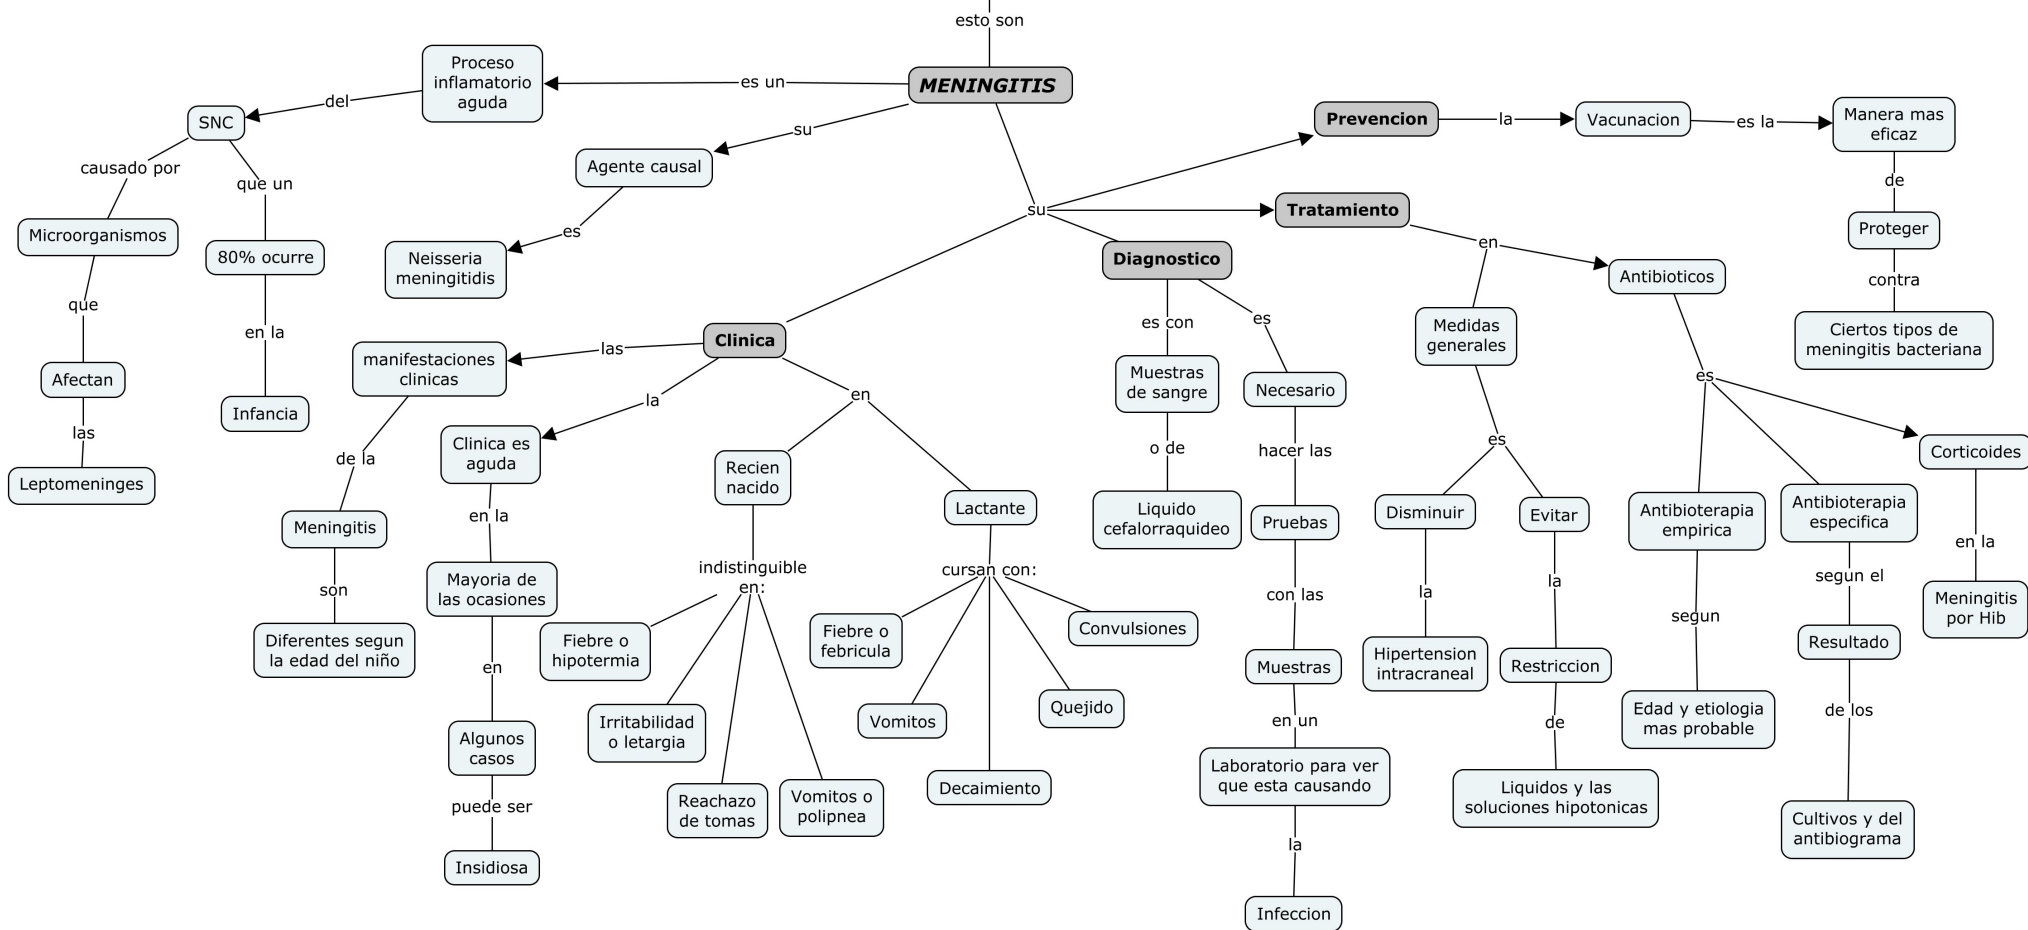 esto son
MENINGITIS
es un
Proceso
inflamatorio
aguda
del
SNC
causado por
Microorganismos
que
Afectan
las
Leptomeninges
que un
80% ocurre
en la
Infancia
su
Agente causal
es
Neisseria
meningitidis
su
Clinica
las
manifestaciones
clinicas
de la
Meningitis
son
Diferentes segun
la edad del niño
la
Clinica es
aguda
en la
Mayoria de
las ocasiones
en
Algunos
casos
puede ser
Insidiosa
en
Recien
nacido
indistinguible
en:
Fiebre o
hipotermia
Irritabilidad
o letargia
Reachazo
de tomas
Vomitos o
polipnea
Lactante
cursan con:
Fiebre o
febricula
Vomitos
Decaimiento
Quejido
Convulsiones
Diagnostico
es con
Muestras
de sangre
o de
Liquido
cefalorraquideo
es
Necesario
hacer las
Pruebas
con las
Muestras
en un
Laboratorio para ver
que esta causando
la
Infeccion
Tratamiento
en
Medidas
generales
es
Disminuir
la
Hipertension
intracraneal
Evitar
la
Restriccion
de
Liquidos y las
soluciones hipotonicas
Antibioticos
es
Antibioterapia
empirica
segun
Edad y etiologia
mas probable
Antibioterapia
especifica
segun el
Resultado
de los
Cultivos y del
antibiograma
Corticoides
en la
Meningitis
por Hib
Prevencion
la
Vacunacion
es la
Manera mas
eficaz
de
Proteger
contra
Ciertos tipos de
meningitis bacteriana